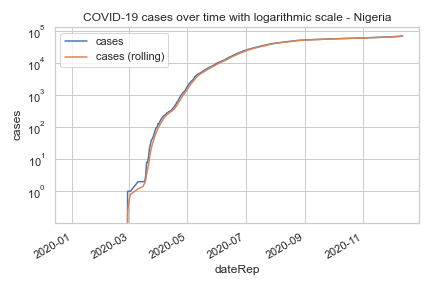 COVID-19 cases over time with logarithmic scale - Nigeria
cases
cases (rolling)
10⁵
10⁴
10³
10²
10¹
10⁰
cases
2020-01
2020-03
2020-05
2020-07
2020-09
2020-11
dateRep